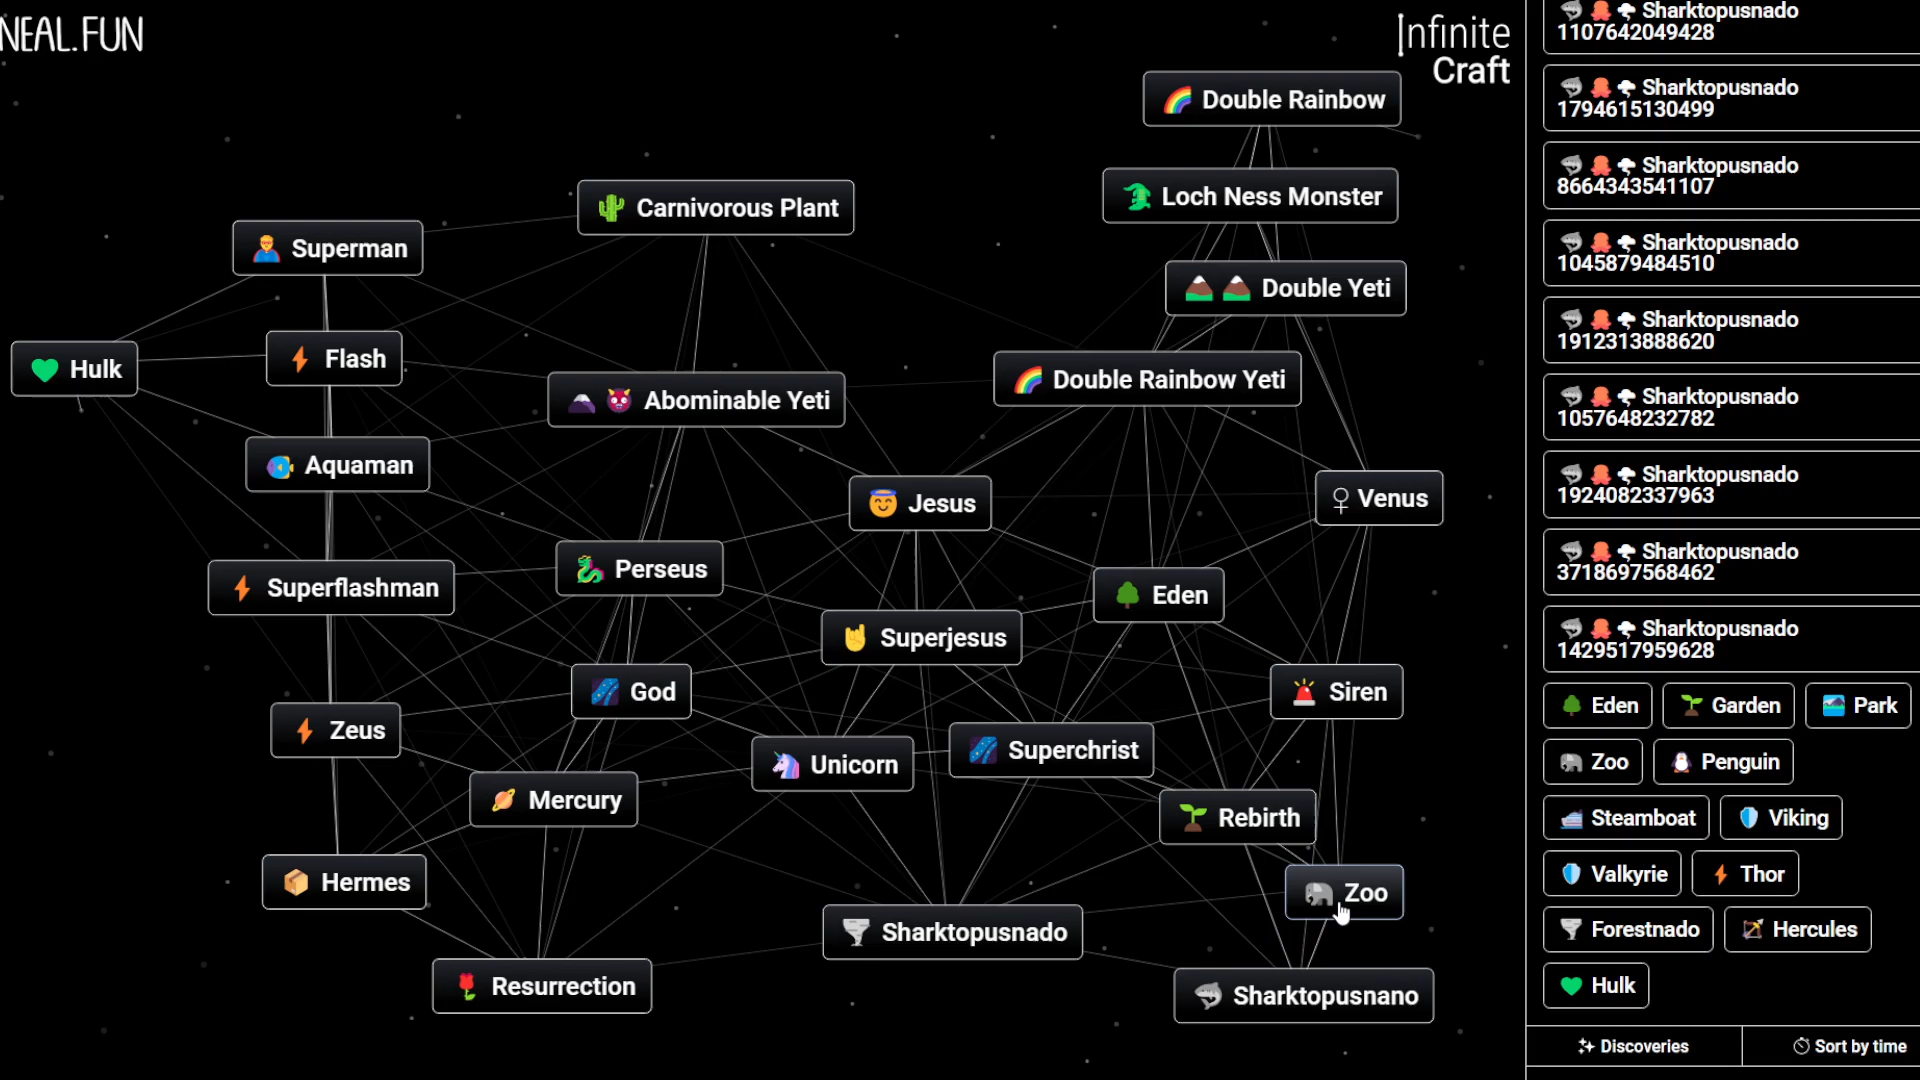 NEAL.FUN
Infinite
Craft
Double Rainbow
Loch Ness Monster
Carnivorous Plant
Superman
Double Yeti
Flash
Hulk
Double Rainbow Yeti
Abominable Yeti
Aquaman
Jesus
Venus
Perseus
Superflashman
Eden
Superjesus
God
Siren
Zeus
Unicorn
Superchrist
Mercury
Rebirth
Hermes
Zoo
Sharktopusnado
Resurrection
Sharktopusnano
Sharktopusnado
1107642049428
Sharktopusnado
1794615130499
Sharktopusnado
8664343541107
Sharktopusnado
1045879484510
Sharktopusnado
1912313888620
Sharktopusnado
1057648232782
Sharktopusnado
1924082337963
Sharktopusnado
3718697568462
Sharktopusnado
1429517959628
Eden Garden Park
Zoo Penguin
Steamboat Viking
Valkyrie Thor
Forestnado Hercules
Hulk
Discoveries Sort by time